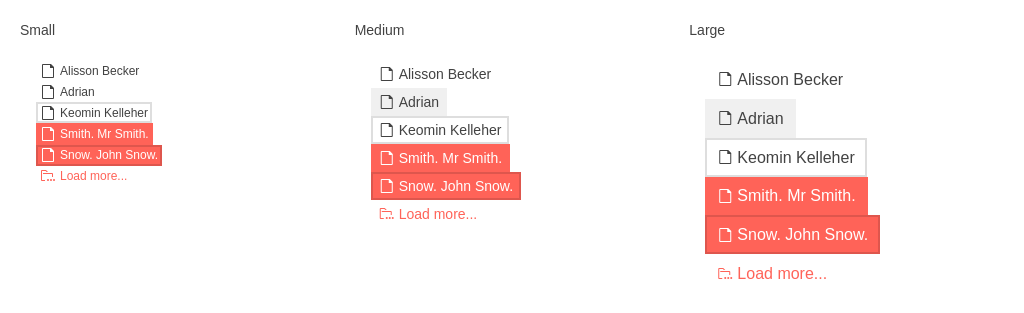 Small
Alisson Becker
Adrian
Keomin Kelleher
Smith. Mr Smith.
Snow. John Snow.
Load more...
Medium
Alisson Becker
Adrian
Keomin Kelleher
Smith. Mr Smith.
Snow. John Snow.
Load more...
Large
Alisson Becker
Adrian
Keomin Kelleher
Smith. Mr Smith.
Snow. John Snow.
Load more...